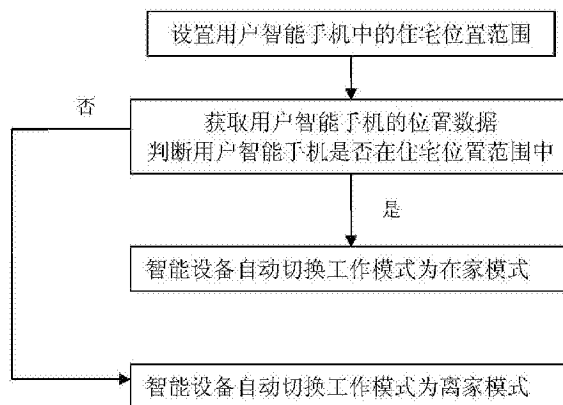 设置用户智能手机中的住宅位置范围
否
获取用户智能手机的位置数据
判断用户智能手机是否在住宅位置范围中
是
智能设备自动切换工作模式为在家模式
智能设备自动切换工作模式为离家模式